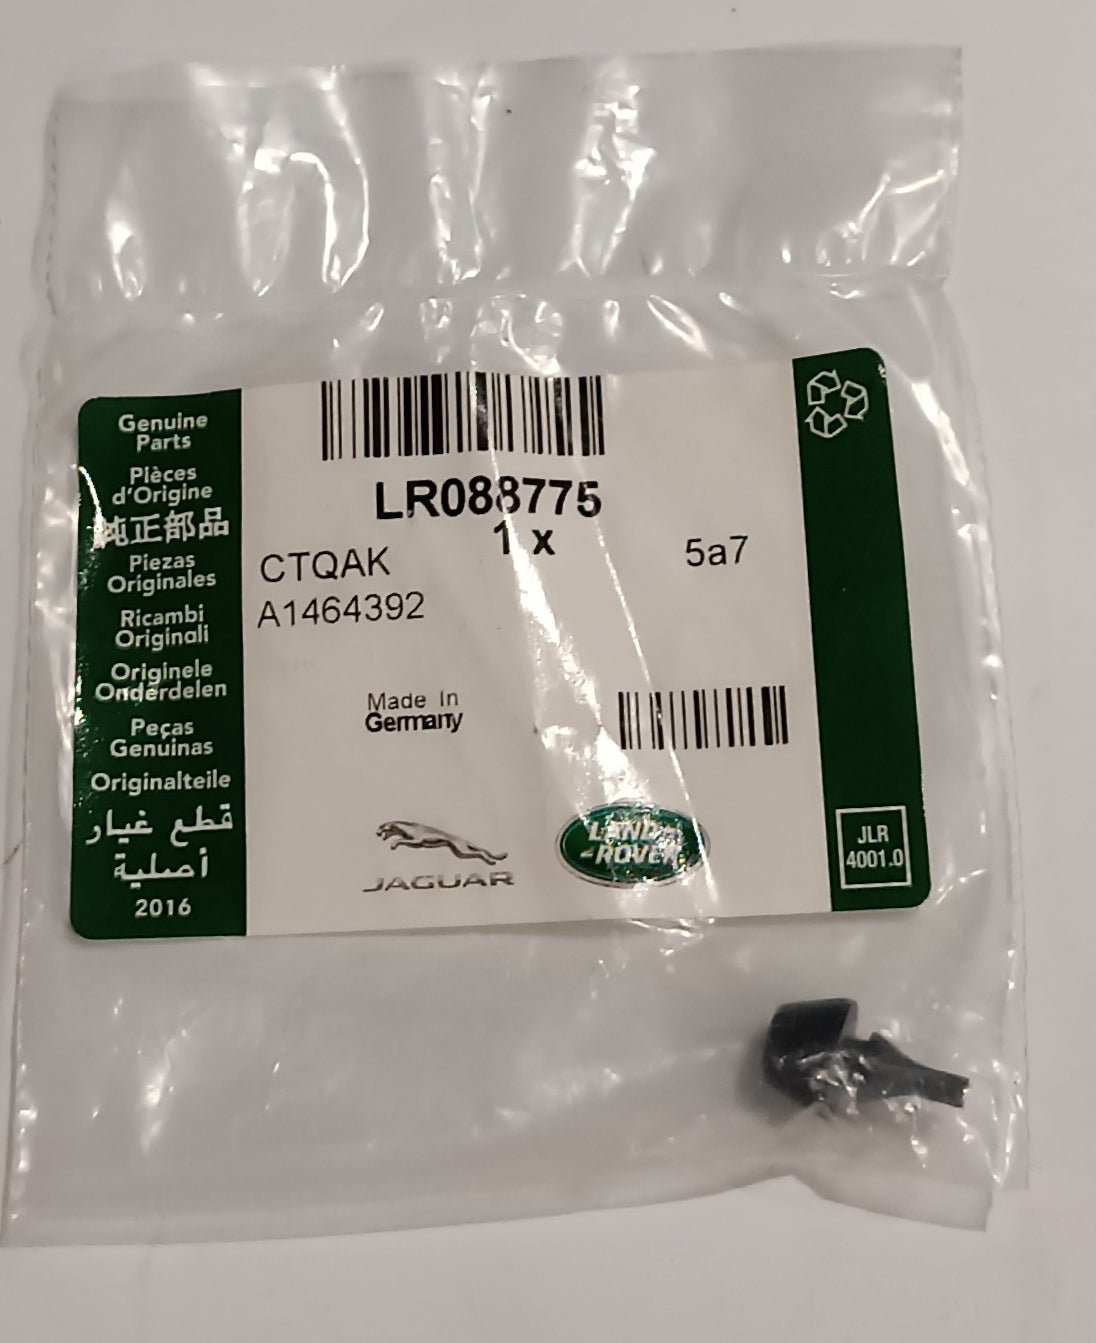 Genuine
Parts
Pièces
d'Origine
純正部品
Piezas
Originales
Ricambi
Originali
Originele
Onderdelen
Peças
Genuinas
Originalteile
قطع غيار
أصلية
2016
LR088775
1 x
CTQAK
5a7
A1464392
Made In
Germany
JAGUAR
LAND-
-ROVER
JLR
4001.0